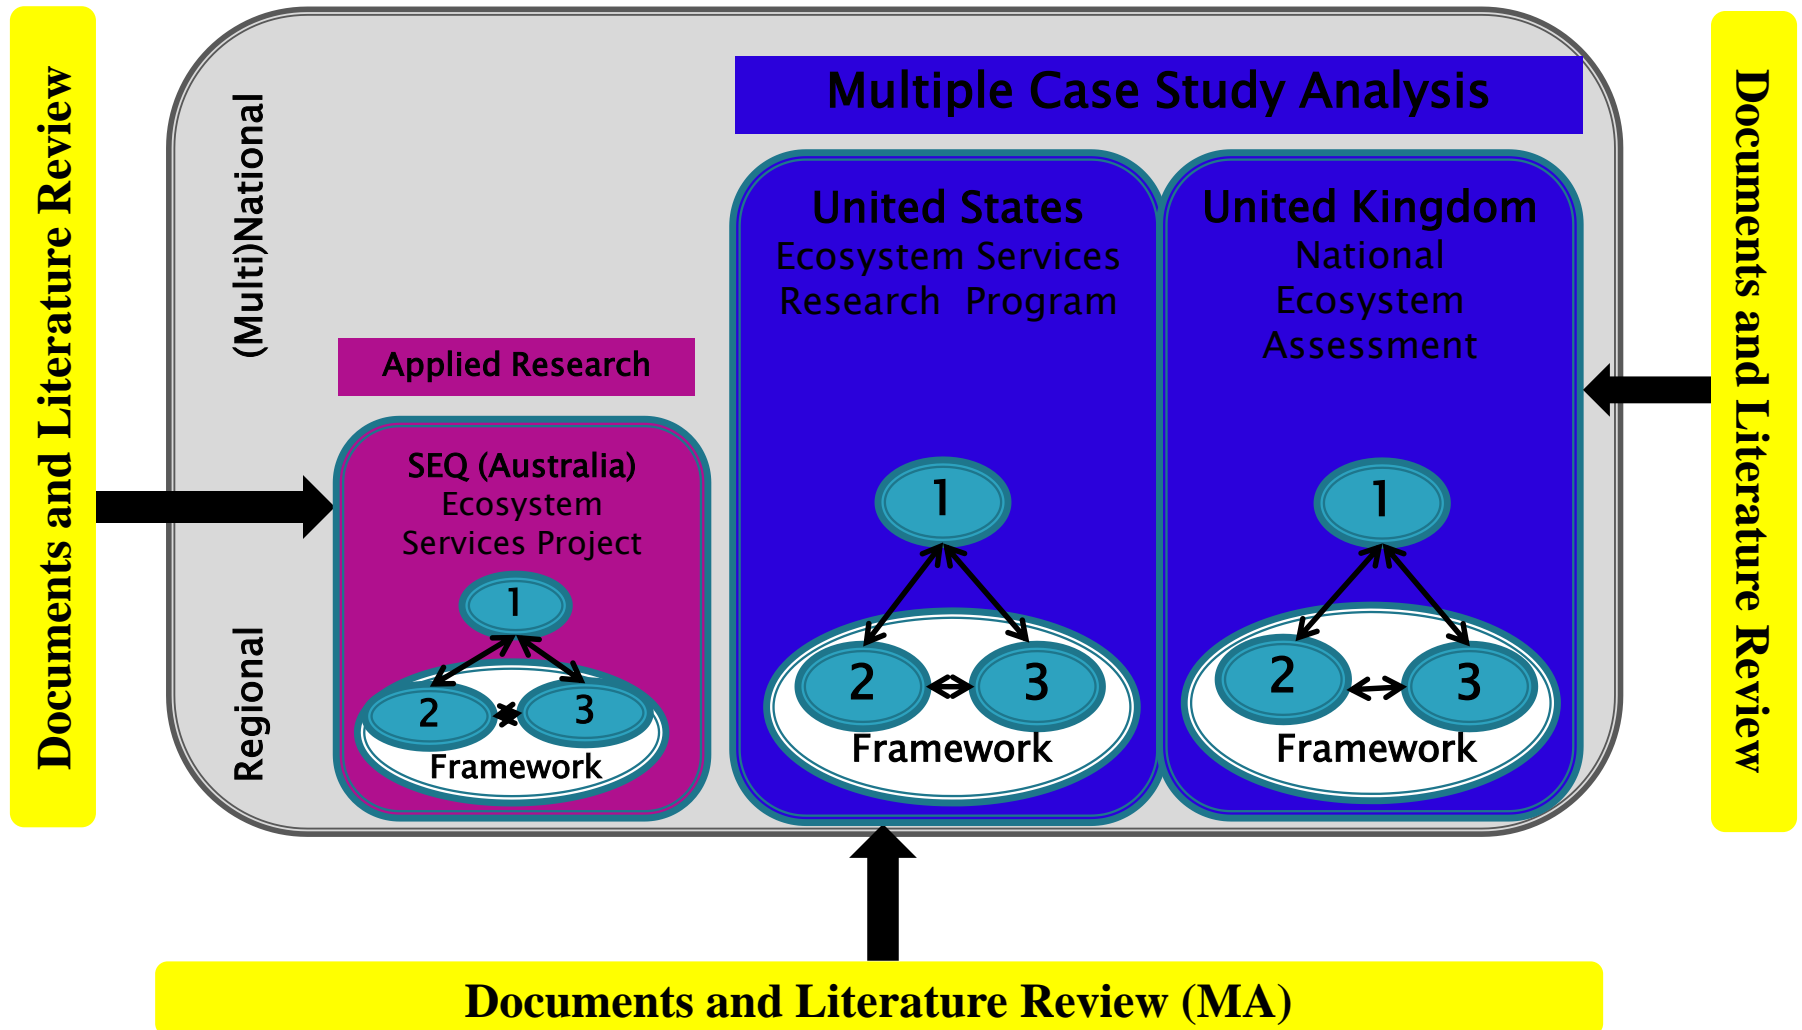 Documents and Literature Review
(Multi)National
Regional
Multiple Case Study Analysis
Applied Research
SEQ (Australia)
Ecosystem
Services Project
1
2
3
Framework
United States
Ecosystem Services
Research Program
1
2
3
Framework
United Kingdom
National
Ecosystem
Assessment
1
2
3
Framework
Documents and Literature Review
Documents and Literature Review (MA)